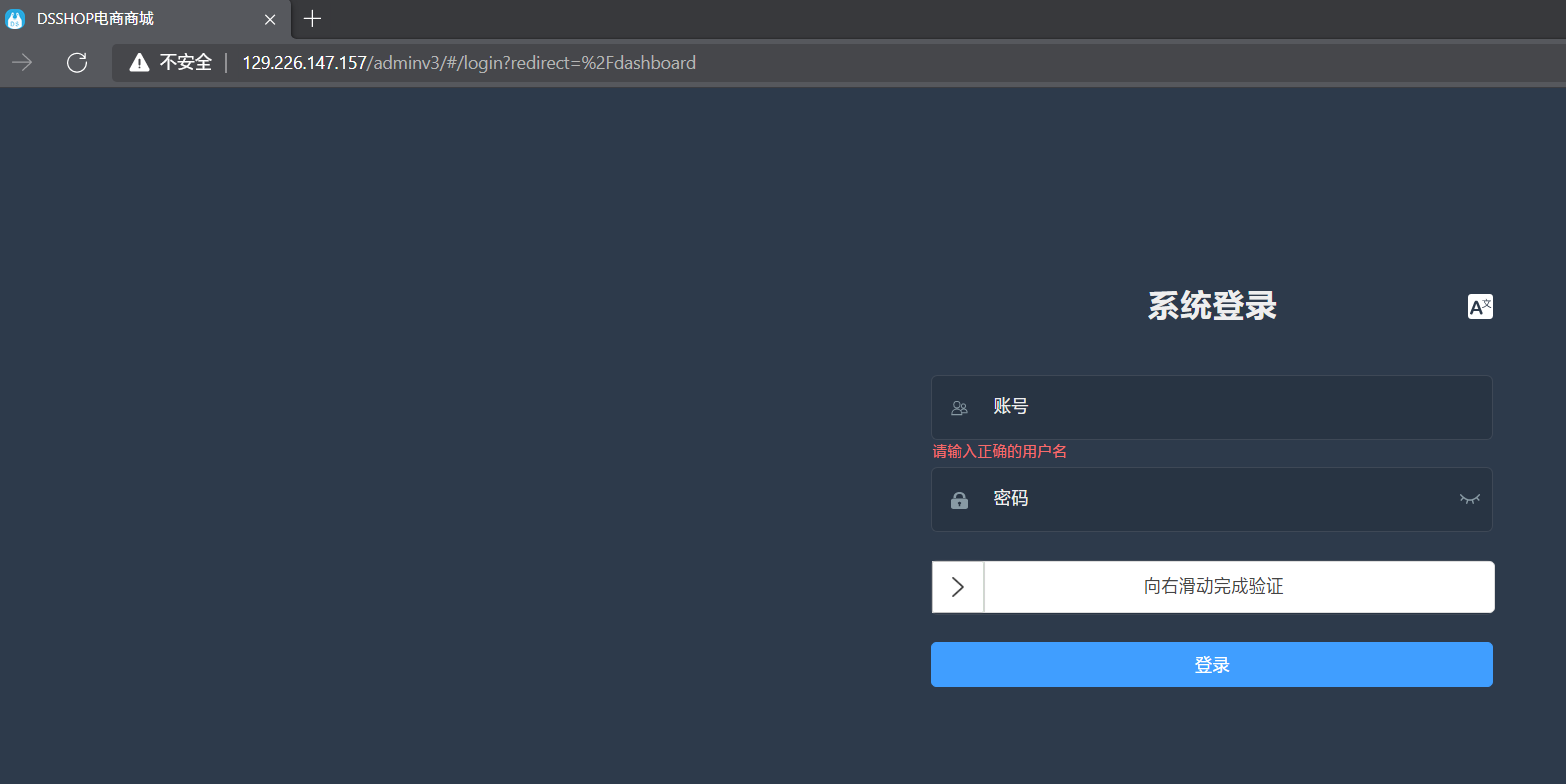 DSSHOP电商商城
不安全 129.226.147.157/adminv3/#/login?redirect=%2Fdashboard
系统登录
A文
账号
请输入正确的用户名
密码
向右滑动完成验证
登录